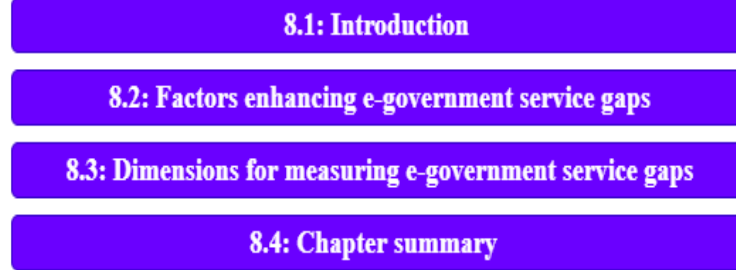 8.1: Introduction
8.2: Factors enhancing e-government service gaps
8.3: Dimensions for measuring e-government service gaps
8.4: Chapter summary